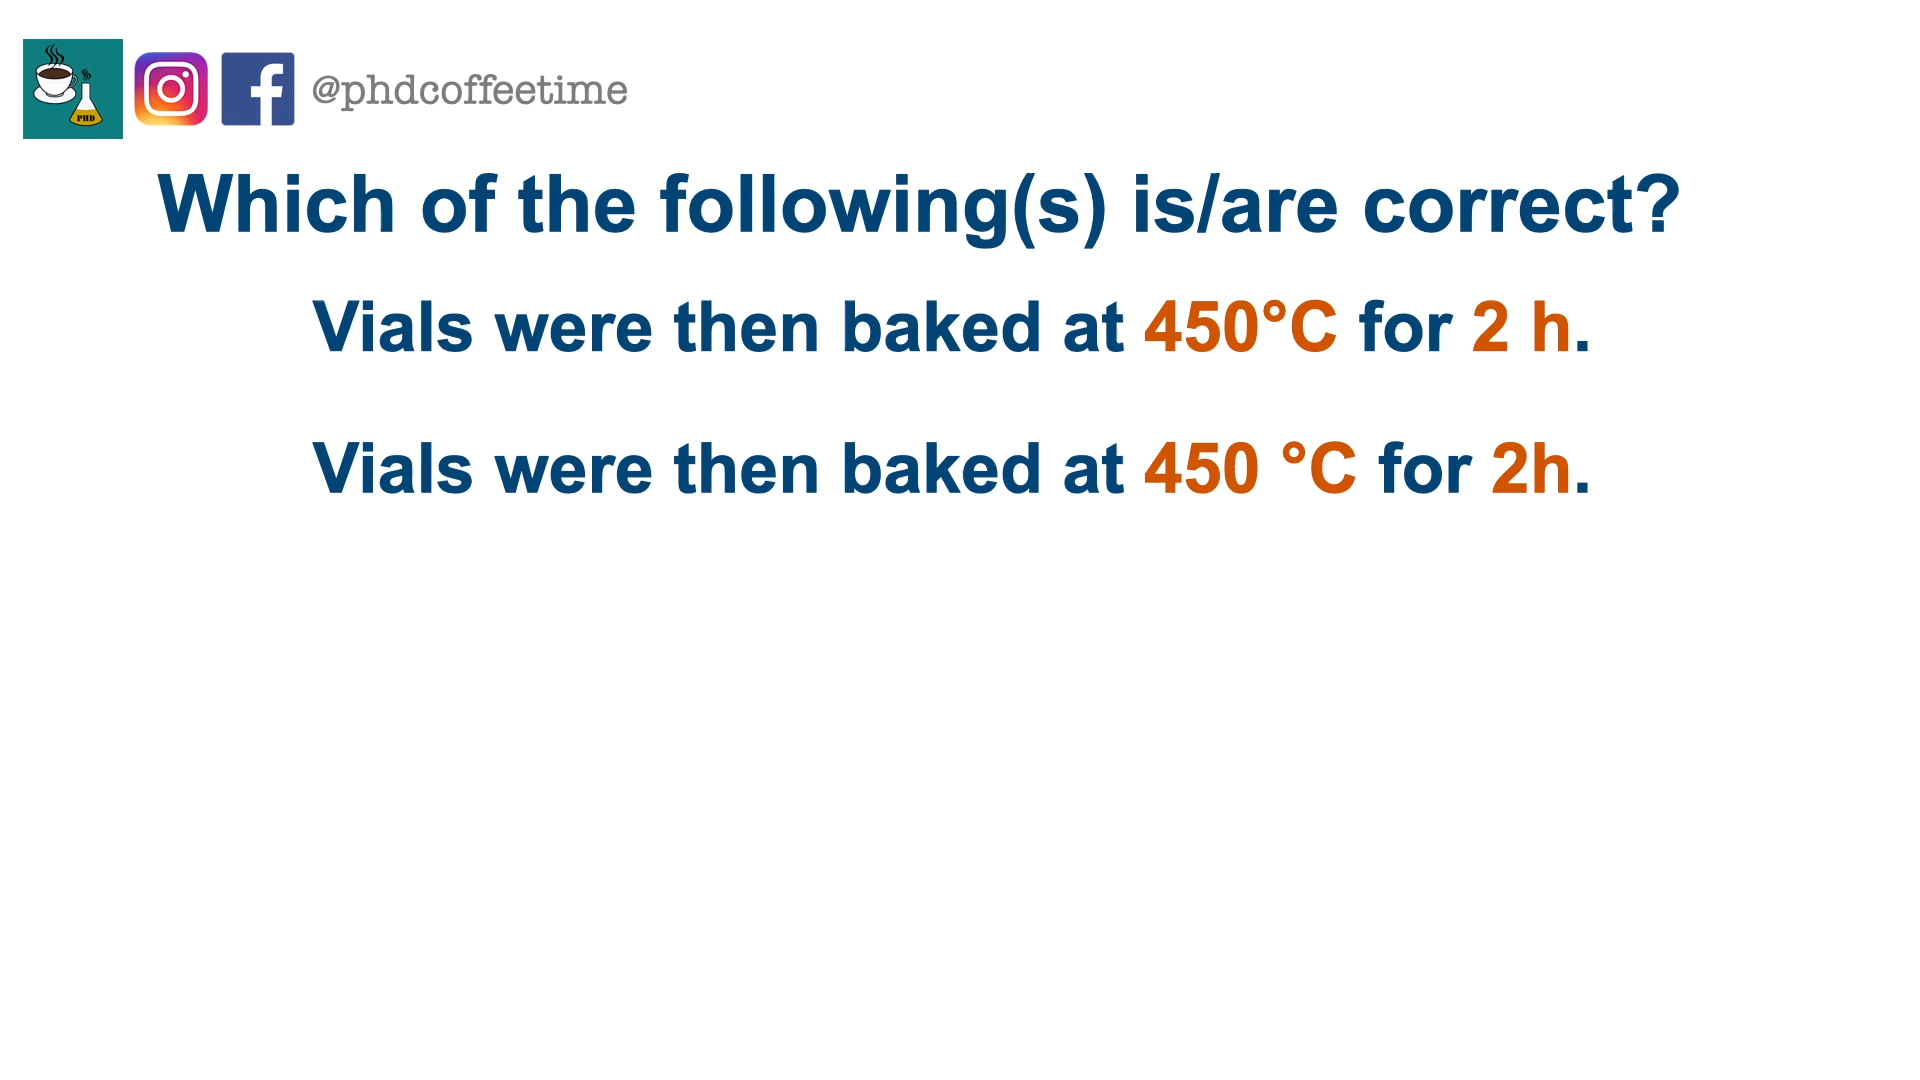 PHD
@phdcoffeetime
Which of the following(s) is/are correct?
Vials were then baked at 450°C for 2 h.
Vials were then baked at 450 °C for 2h.